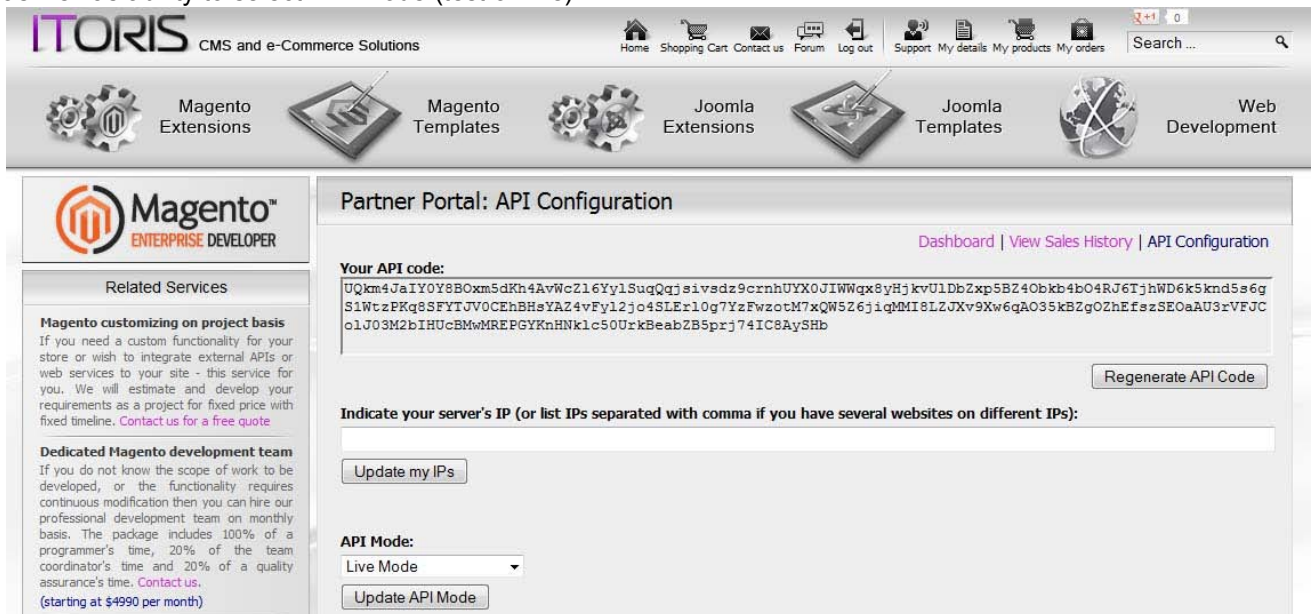 ITORIS CMS and e-Commerce Solutions
Home Shopping Cart Contact us Forum Log out Support My details My products My orders
+1 0
Search ...
Magento Extensions
Magento Templates
Joomla Extensions
Joomla Templates
Web Development
Magento™
ENTERPRISE DEVELOPER
Related Services
Magento customizing on project basis
If you need a custom functionality for your
store or wish to integrate external APIs or
web services to your site - this service for
you. We will estimate and develop your
requirements as a project for fixed price with
fixed timeline. Contact us for a free quote
Dedicated Magento development team
If you do not know the scope of work to be
developed, or the functionality requires
continuous modification then you can hire our
professional development team on monthly
basis. The package includes 100% of a
programmer's time, 20% of the team
coordinator's time and 20% of a quality
assurance's time. Contact us.
(starting at $4990 per month)
Partner Portal: API Configuration
Dashboard | View Sales History | API Configuration
Your API code:
UQkm4JaIY0Y8BOxm5dKh4AvWcZl6YylSuqQqjsivsdz9crnhUYX0JIWWqx8yHjkvUlDbZxp5BZ4Obkb4bO4RJ6TjhWD6k5knd5s6g
S1WtzPKq8SFYTJV0CEhBHsYAZ4vFyl2jo4SLErl0g7YzFwzotM7xQW5Z6jiqMMI8LZJXv9Xw6qAO35kBZgOZhEfszSEOaAU3rVFJC
olJ03M2bIHUcBMwMREPGYKnHNklc50UrkBeabZB5prj74IC8AySHb
Regenerate API Code
Indicate your server's IP (or list IPs separated with comma if you have several websites on different IPs):
Update my IPs
API Mode:
Live Mode
Update API Mode